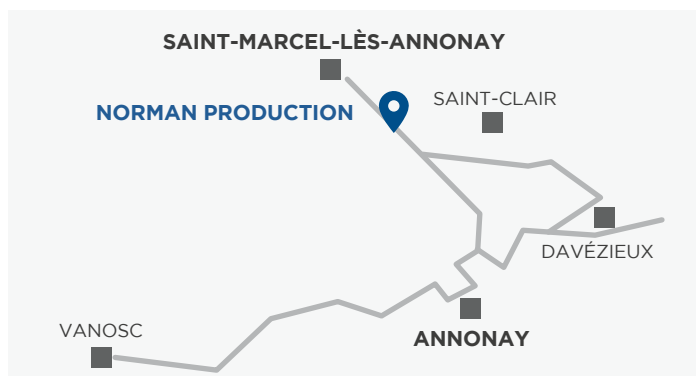 SAINT-MARCEL-LÈS-ANNONAY
SAINT-CLAIR
NORMAN PRODUCTION
DAVÉZIEUX
VANOSC
ANNONAY